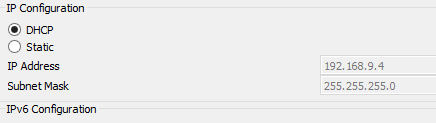 IP Configuration
DHCP
Static
IP Address 192.168.9.4
Subnet Mask 255.255.255.0
IPv6 Configuration